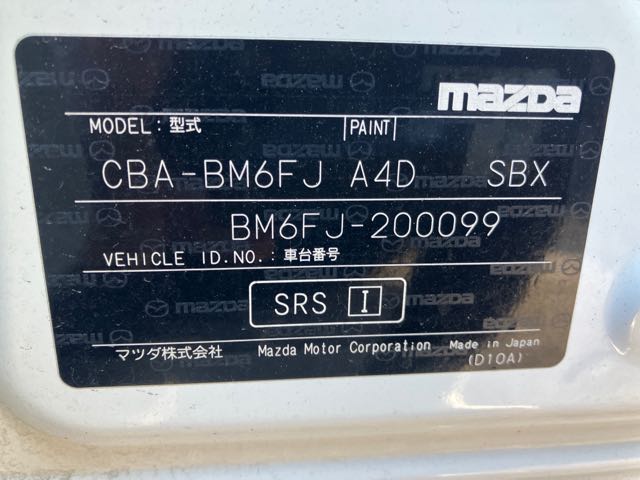 mazda
MODEL: 型式 PAINT
CBA-BM6FJ A4D SBX
BM6FJ-200099
VEHICLE ID.NO.: 車台番号
SRS I
マツダ株式会社 Mazda Motor Corporation Made in Japan
(D10A)